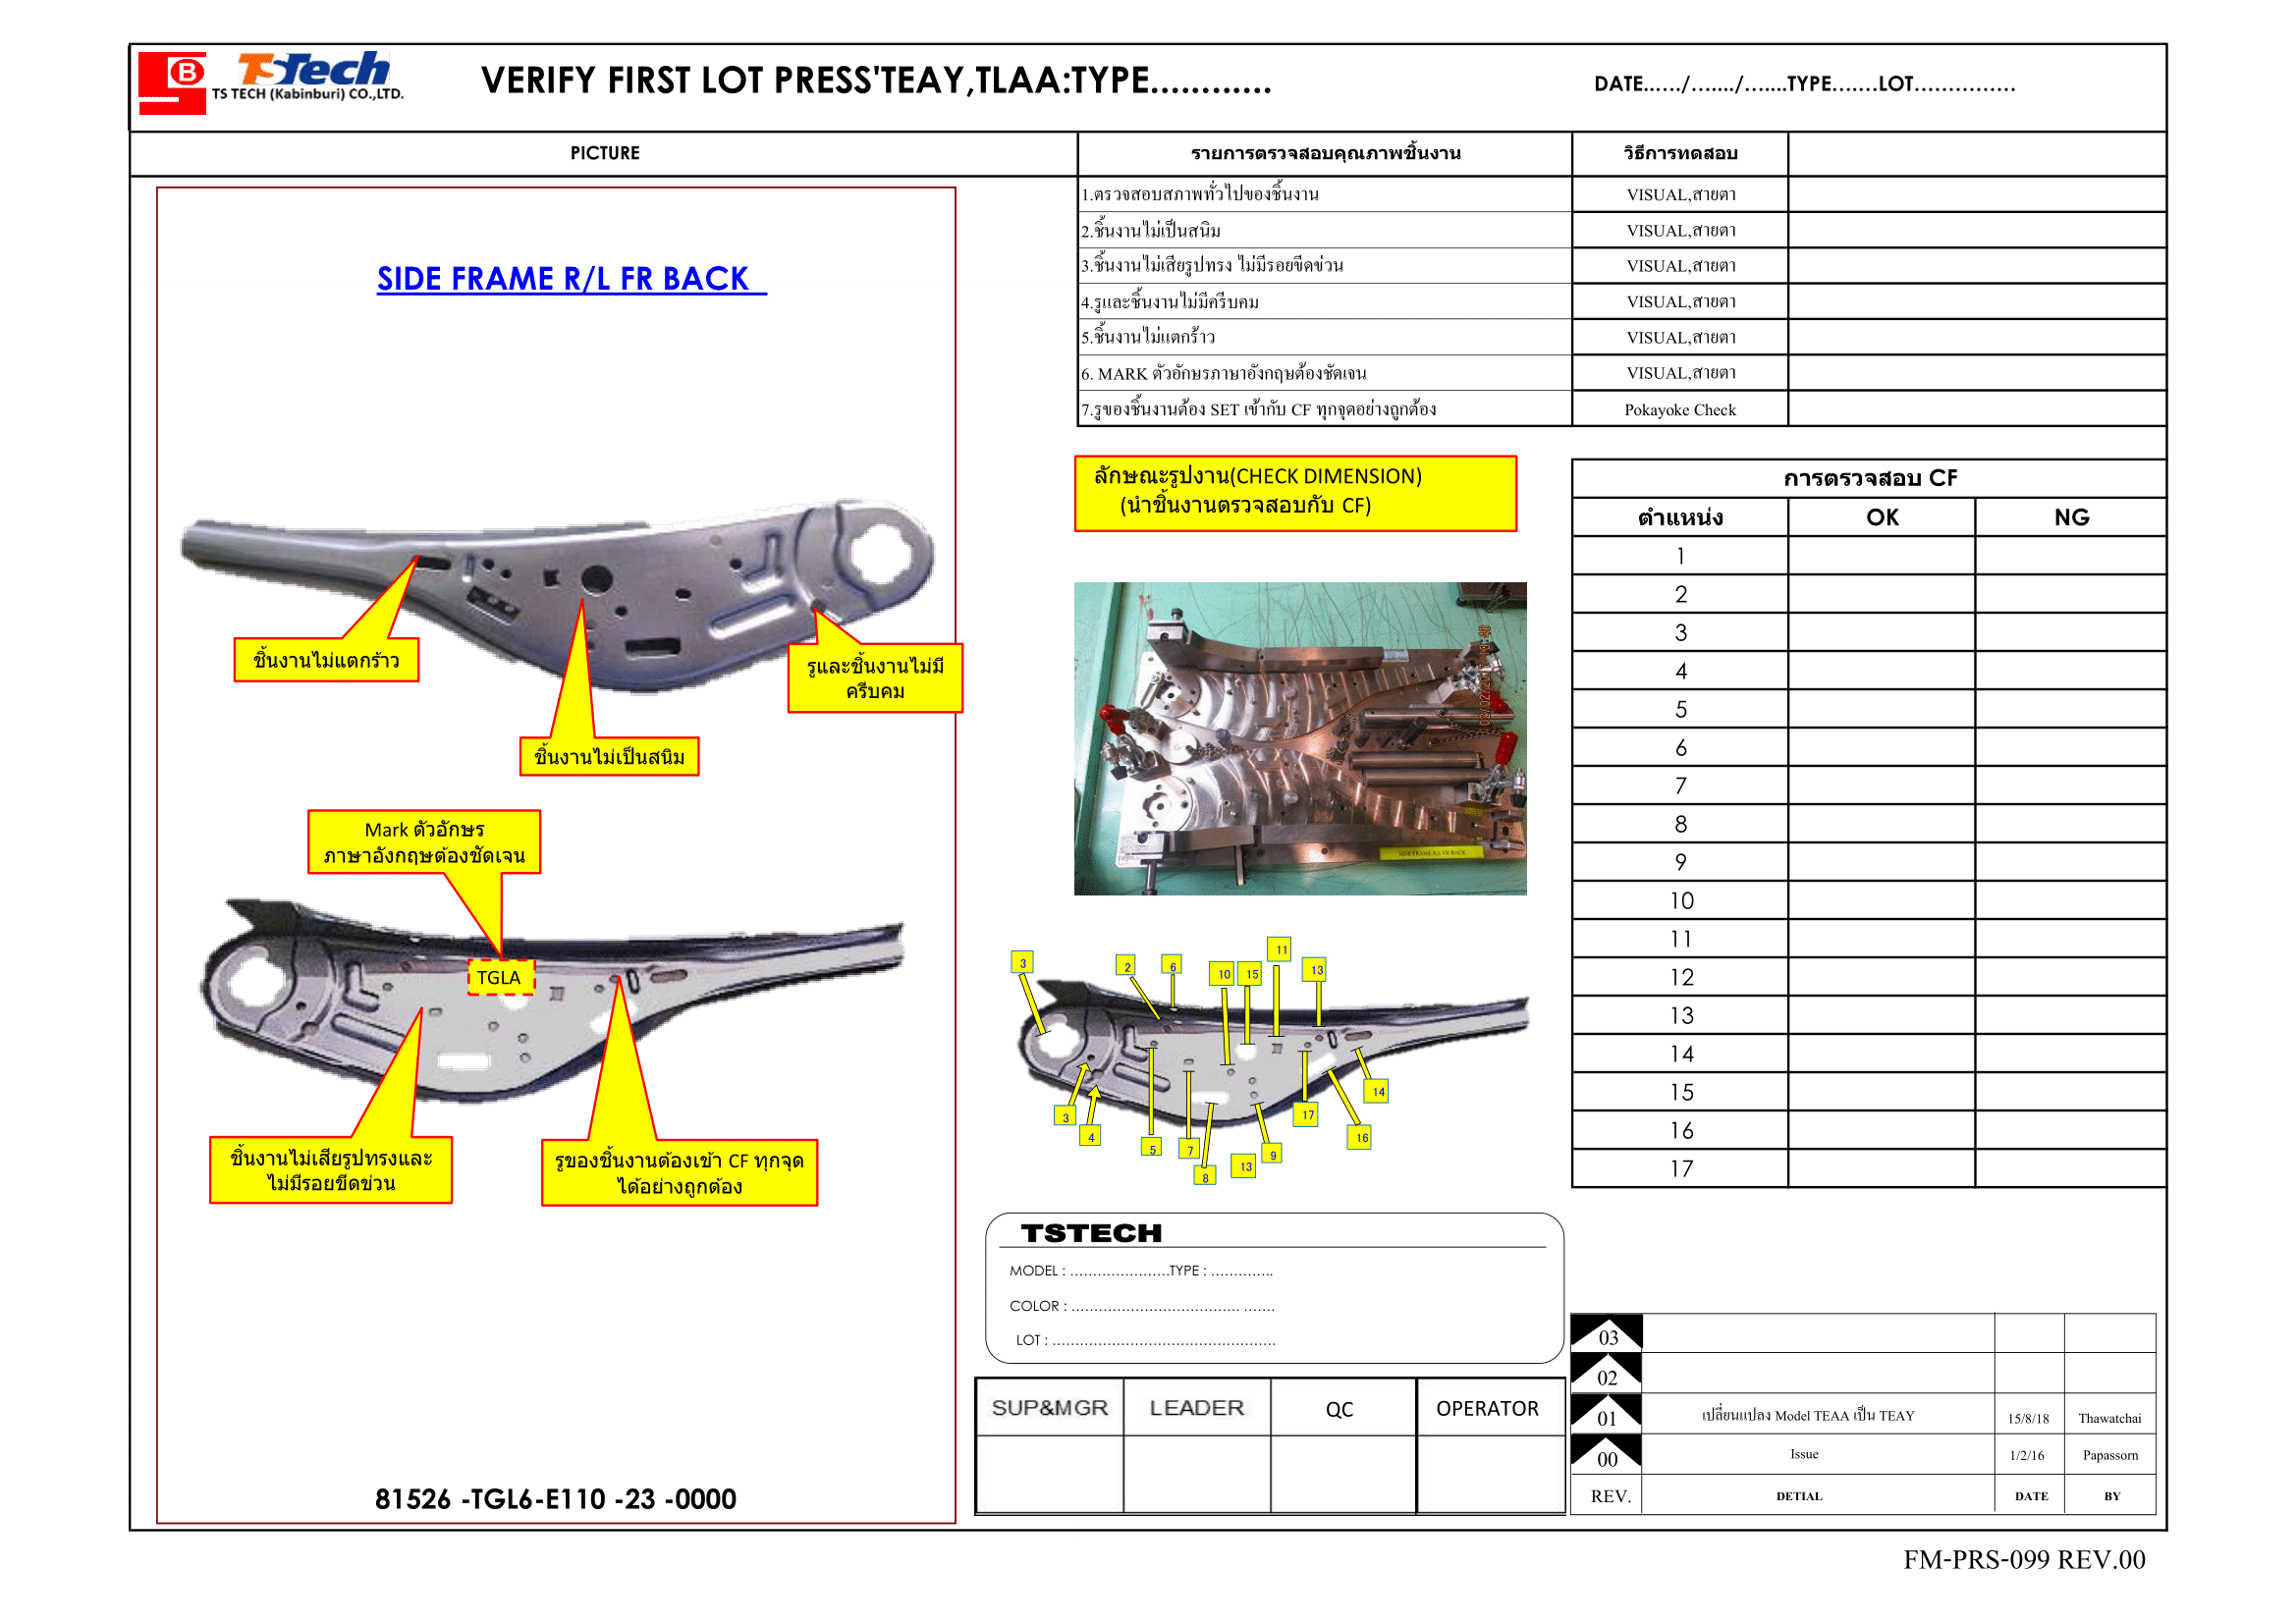 B TSTech
TS TECH (Kabinburi) CO.,LTD.
VERIFY FIRST LOT PRESS'TEAY,TLAA:TYPE............
DATE....../......./.......TYPE.......LOT...............
PICTURE
รายการตรวจสอบคุณภาพชิ้นงาน
วิธีการทดสอบ
1.ตรวจสอบสภาพทั่วไปของชิ้นงาน VISUAL,สายตา
2.ชิ้นงานไม่เป็นสนิม VISUAL,สายตา
3.ชิ้นงานไม่เสียรูปทรง ไม่มีรอยขีดข่วน VISUAL,สายตา
4.รูและชิ้นงานไม่มีครีบคม VISUAL,สายตา
5.ชิ้นงานไม่แตกร้าว VISUAL,สายตา
6. MARK ตัวอักษรภาษาอังกฤษต้องชัดเจน VISUAL,สายตา
7.รูของชิ้นงานต้อง SET เข้ากับ CF ทุกจุดอย่างถูกต้อง Pokayoke Check
SIDE FRAME R/L FR BACK
ชิ้นงานไม่แตกร้าว
รูและชิ้นงานไม่มี
ครีบคม
ชิ้นงานไม่เป็นสนิม
Mark ตัวอักษร
ภาษาอังกฤษต้องชัดเจน
TGLA
ชิ้นงานไม่เสียรูปทรงและ
ไม่มีรอยขีดข่วน
รูของชิ้นงานต้องเข้า CF ทุกจุด
ได้อย่างถูกต้อง
81526 -TGL6-E110 -23 -0000
ลักษณะรูปงาน(CHECK DIMENSION)
(นำชิ้นงานตรวจสอบกับ CF)
SIDE FRAME R/L FR BACK
3 2 6 10 15 11 13
3 4 5 7 8 13 9 17 16 14
การตรวจสอบ CF
ตำแหน่ง OK NG
1
2
3
4
5
6
7
8
9
10
11
12
13
14
15
16
17
TSTECH
MODEL : ......................TYPE : ..............
COLOR : ..................................... .......
LOT : .................................................
SUP&MGR LEADER QC OPERATOR
03
02
01 เปลี่ยนแปลง Model TEAA เป็น TEAY 15/8/18 Thawatchai
00 Issue 1/2/16 Papassorn
REV. DETIAL DATE BY
FM-PRS-099 REV.00